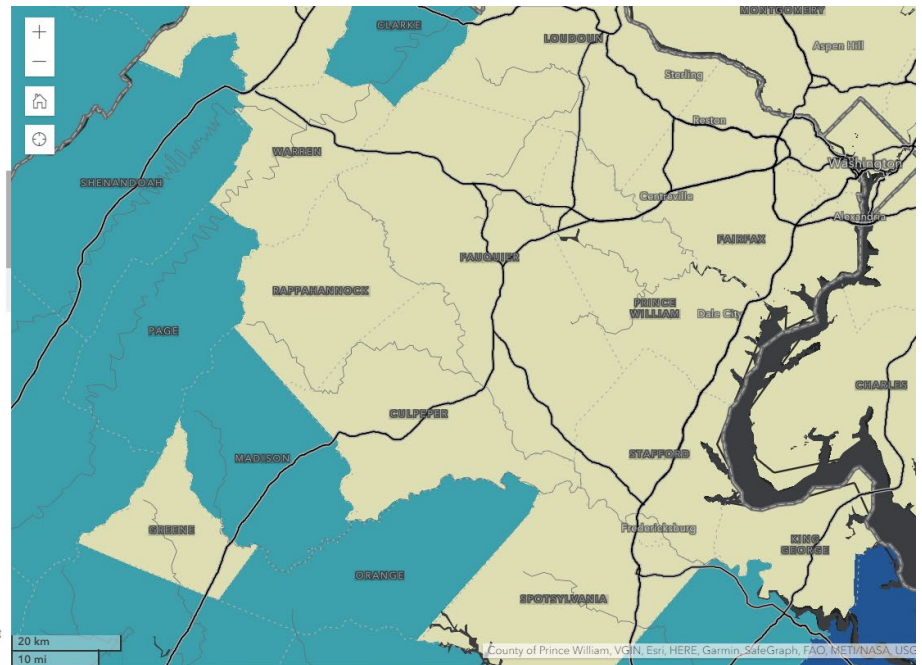 MONTGOMERY
CLARKE
LOUDOUN
Aspen Hill
Sterling
Reston
WARREN
Washington
SHENANDOAH
Centreville
Alexandria
FAIRFAX
FAUQUIER
RAPPAHANNOCK
PRINCE
WILLIAM
Dale City
PAGE
CHARLES
CULPEPER
MADISON
STAFFORD
GREENE
Fredericksburg
KING
GEORGE
ORANGE
SPOTSYLVANIA
20 km
10 mi
County of Prince William, VGIN, Esri, HERE, Garmin, SafeGraph, FAO, METI/NASA, USG